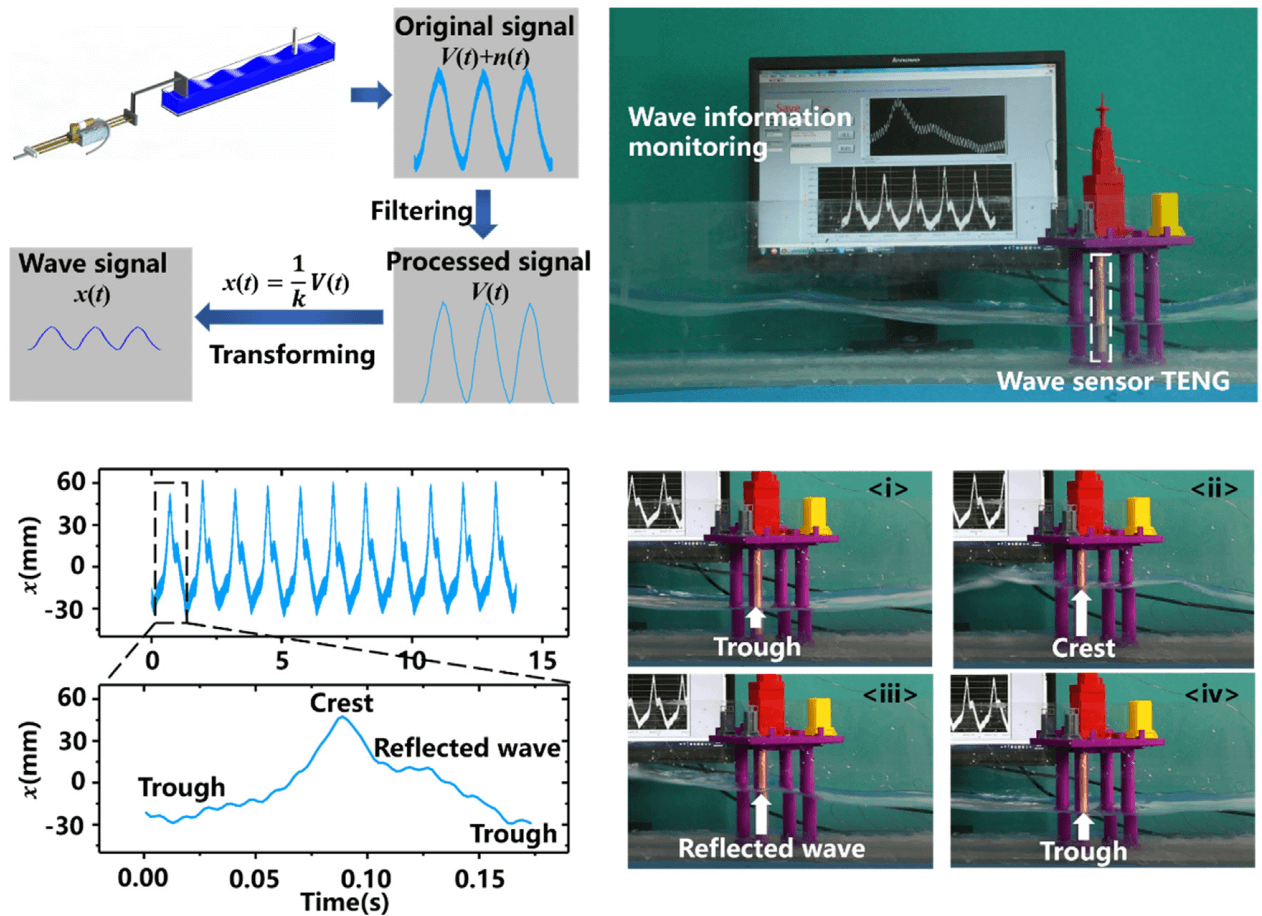 Original signal
V(t)+n(t)
Filtering
Wave signal
x(t)
x(t) = 1/k V(t)
Transforming
Processed signal
V(t)
lenovo
Save
Wave information
monitoring
Wave sensor TENG
x(mm)
60
30
0
-30
0
5
10
15
x(mm)
60
30
0
-30
Trough
Crest
Reflected wave
Trough
0.00
0.05
0.10
0.15
Time(s)
<i>
Trough
<ii>
Crest
<iii>
Reflected wave
<iv>
Trough